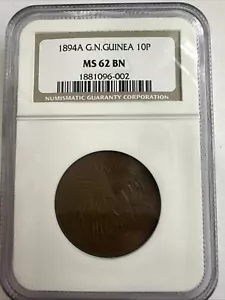 1894A G.N.GUINEA 10P
MS 62 BN
1881096-002
NUMISMATIC GUARANTY CORPORATION